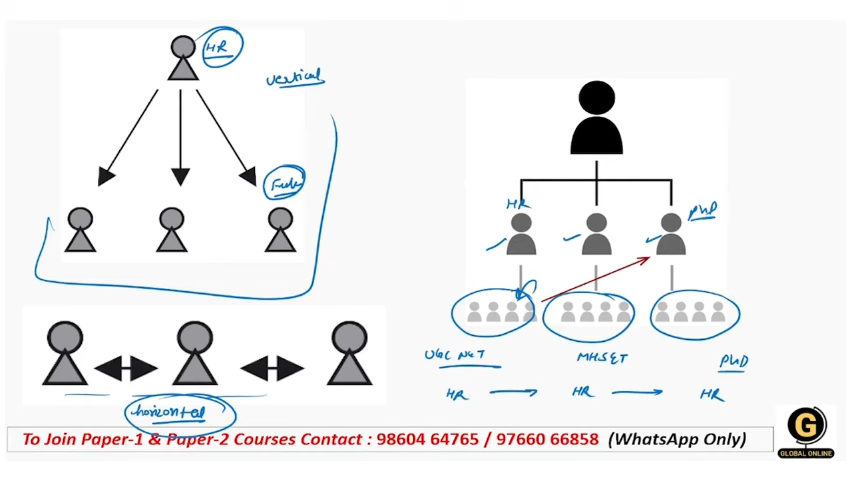 HR
vertical
HR
PHD
UGC NET
MHSET
PHD
HR
HR
HR
horizontal
To Join Paper-1 & Paper-2 Courses Contact : 98604 64765 / 97660 66858 (WhatsApp Only)
G
GLOBAL ONLINE